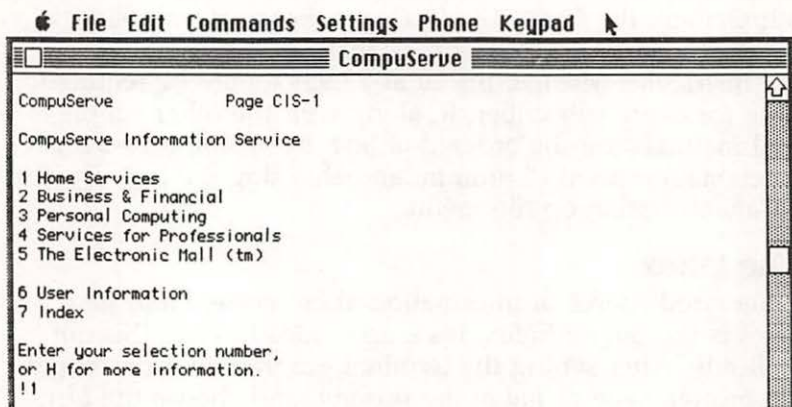 File Edit Commands Settings Phone Keypad
CompuServe
CompuServe Page CIS-1
CompuServe Information Service
1 Home Services
2 Business & Financial
3 Personal Computing
4 Services for Professionals
5 The Electronic Mall (tm)
6 User Information
7 Index
Enter your selection number,
or H for more information.
!1